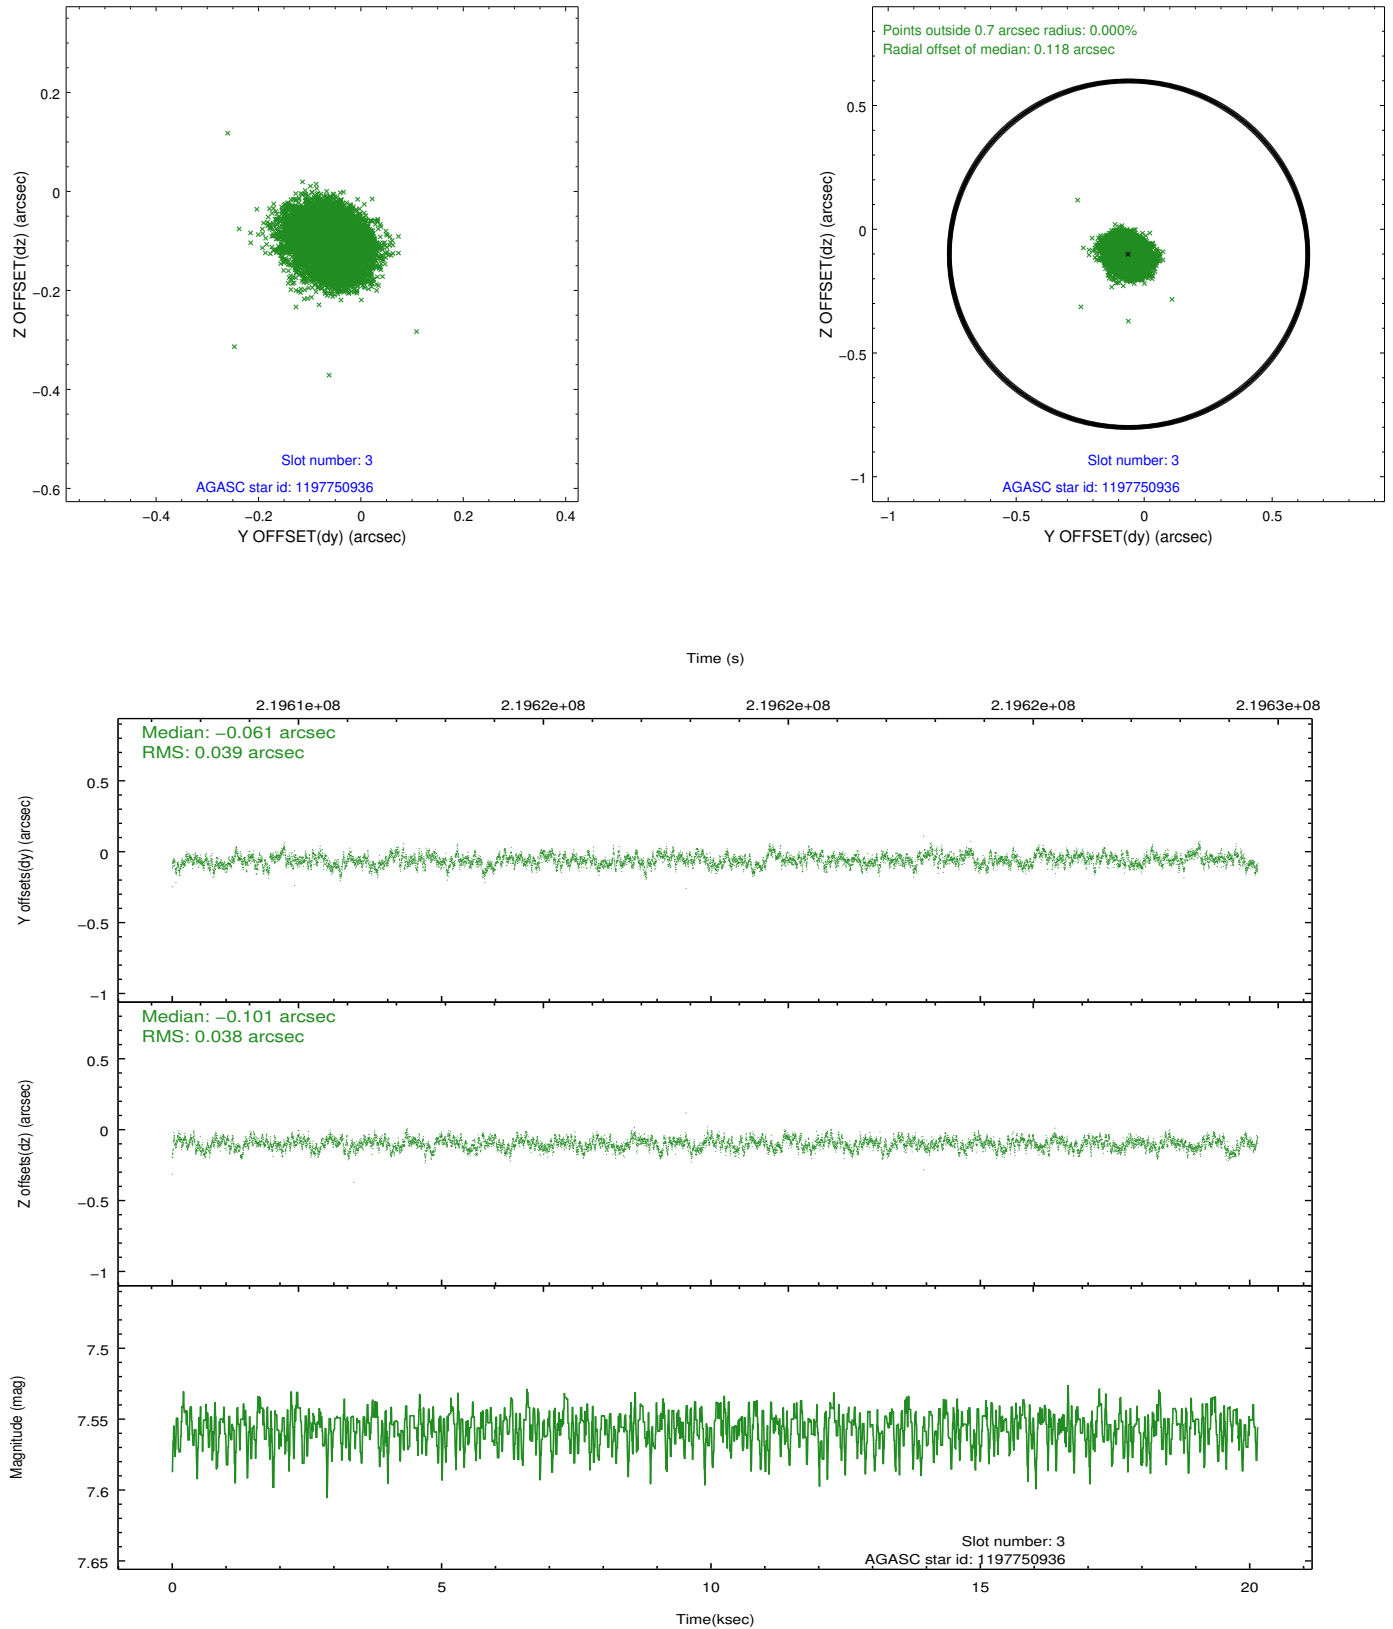 0.2
0
−0.2
−0.4
−0.6
Z OFFSET(dz) (arcsec)
Slot number: 3
AGASC star id: 1197750936
−0.4
−0.2
0
0.2
0.4
Y OFFSET(dy) (arcsec)
Points outside 0.7 arcsec radius: 0.000%
Radial offset of median: 0.118 arcsec
0.5
0
−0.5
−1
Z OFFSET(dz) (arcsec)
Slot number: 3
AGASC star id: 1197750936
−1
−0.5
0
0.5
Y OFFSET(dy) (arcsec)
Time (s)
2.1961e+08
2.1962e+08
2.1962e+08
2.1962e+08
2.1963e+08
Median: −0.061 arcsec
RMS: 0.039 arcsec
0.5
0
−0.5
−1
Y offsets(dy) (arcsec)
Median: −0.101 arcsec
RMS: 0.038 arcsec
0.5
0
−0.5
−1
Z offsets(dz) (arcsec)
7.5
7.55
7.6
7.65
Magnitude (mag)
Slot number: 3
AGASC star id: 1197750936
0
5
10
15
20
Time(ksec)